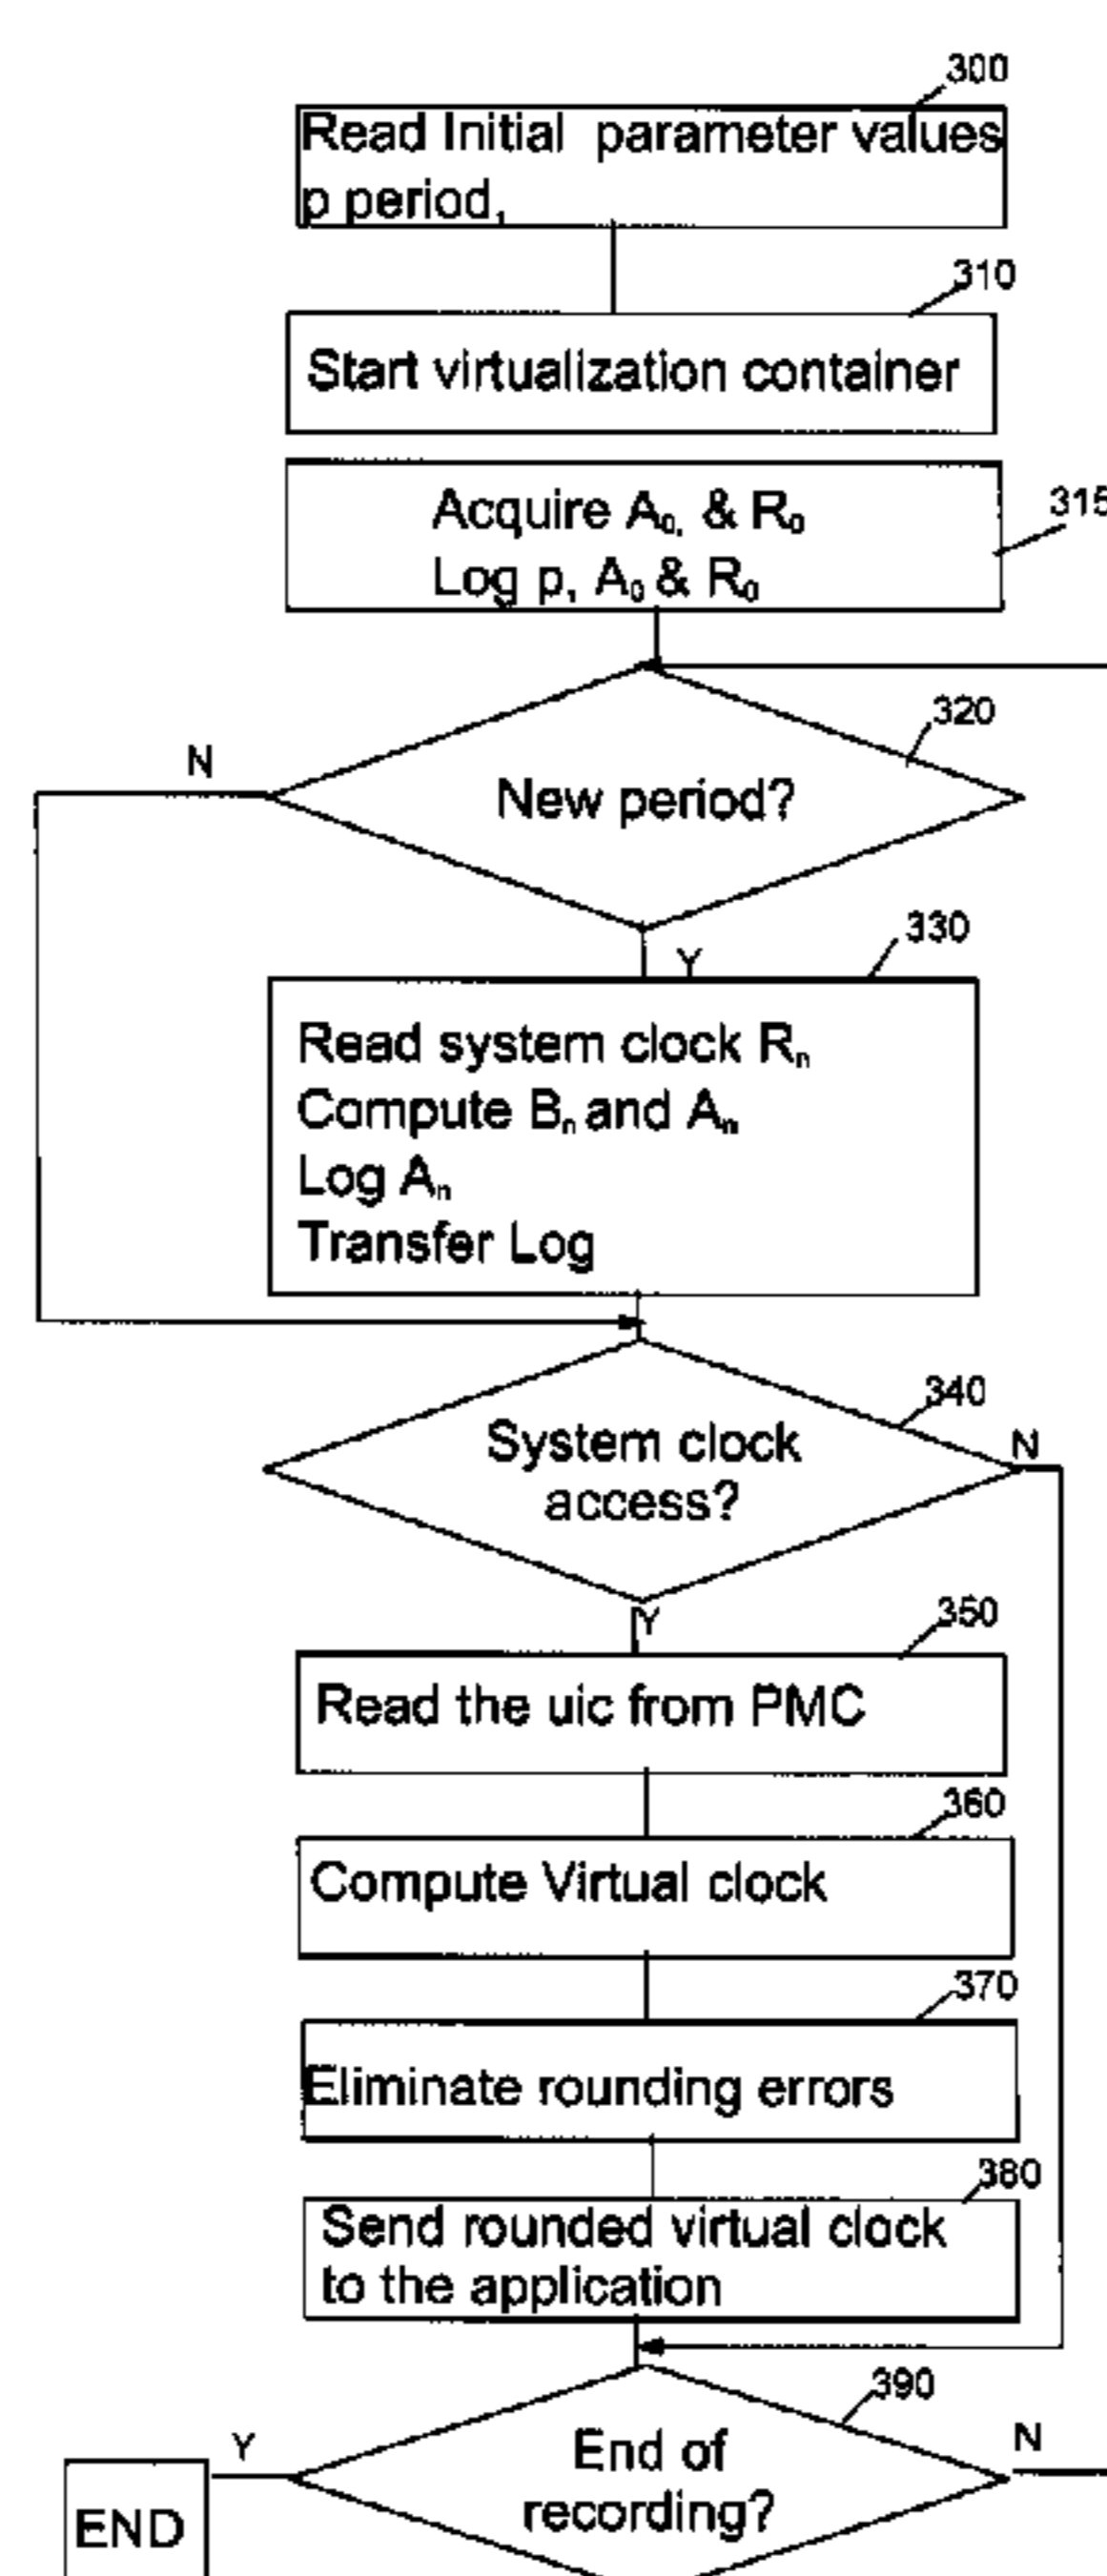 300
Read Initial parameter values
p period,
310
Start virtualization container
Acquire A₀, & R₀
315
Log p, A₀ & R₀
320
N
New period?
330
Y
Read system clock Rₙ
Compute Bₙ and Aₙ
Log Aₙ
Transfer Log
340
N
System clock
access?
Y
350
Read the uic from PMC
360
Compute Virtual clock
370
Eliminate rounding errors
380
Send rounded virtual clock
to the application
390
Y
N
End of
recording?
END